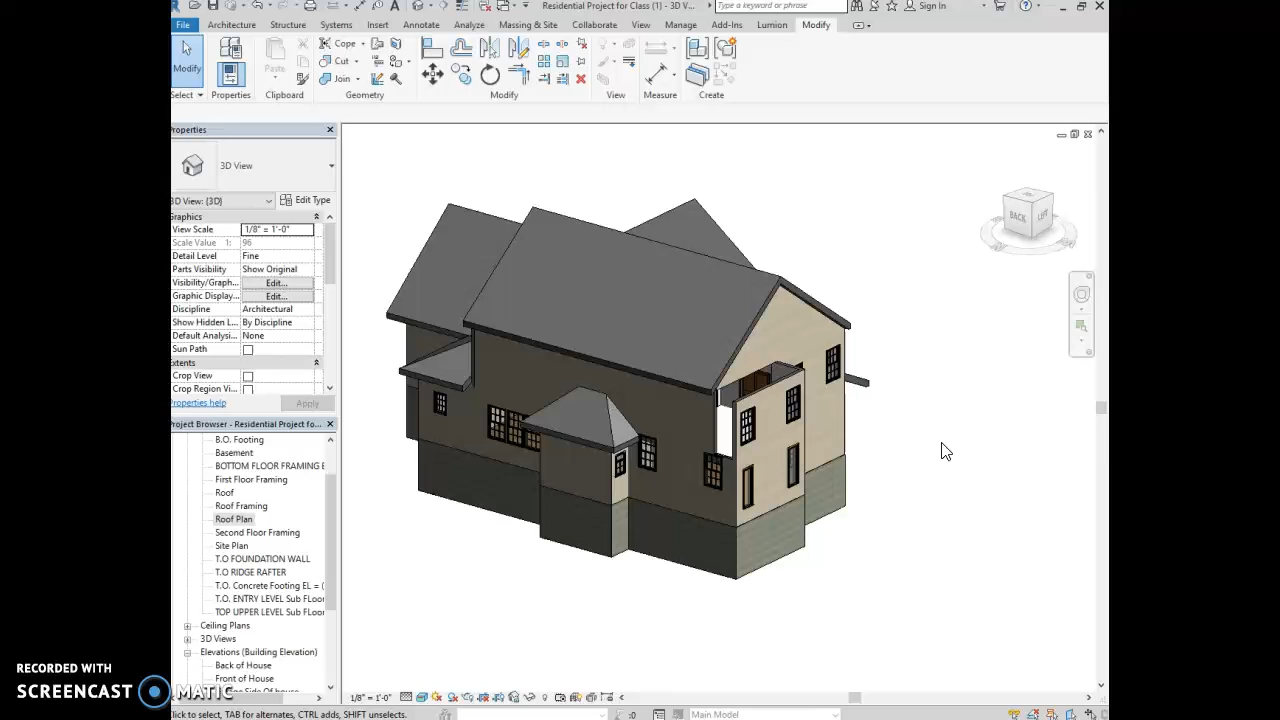 Residential Project for Class (1) - 3D V...
Type a keyword or phrase
Sign In
File Architecture Structure Systems Insert Annotate Analyze Massing & Site Collaborate View Manage Add-Ins Lumion Modify
Modify
Paste
Cope
Cut
Join
Select Properties Clipboard Geometry Modify View Measure Create
Properties
3D View
3D View: {3D}
Edit Type
Graphics
View Scale 1/8" = 1'-0"
Scale Value 1: 96
Detail Level Fine
Parts Visibility Show Original
Visibility/Graph... Edit...
Graphic Display... Edit...
Discipline Architectural
Show Hidden L... By Discipline
Default Analysi... None
Sun Path
Extents
Crop View
Crop Region Vi...
Properties help
Apply
Project Browser - Residential Project fo...
B.O. Footing
Basement
BOTTOM FLOOR FRAMING E
First Floor Framing
Roof
Roof Framing
Roof Plan
Second Floor Framing
Site Plan
T.O FOUNDATION WALL
T.O RIDGE RAFTER
T.O. Concrete Footing EL = (
T.O. ENTRY LEVEL Sub FLoor
TOP UPPER LEVEL Sub FLoor
Ceiling Plans
3D Views
Elevations (Building Elevation)
Back of House
Front of House
Side Of house
BACK
LEFT
1/8" = 1'-0"
Click to select, TAB for alternates, CTRL adds, SHIFT unselects.
:0
Main Model
RECORDED WITH
SCREENCAST MATIC